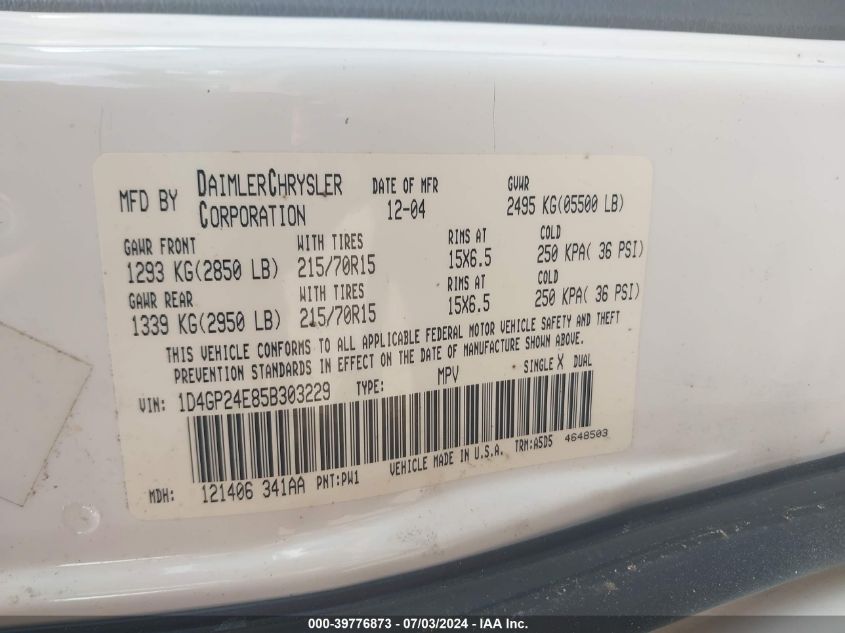 MFD BY DAIMLERCHRYSLER CORPORATION DATE OF MFR 12-04 GVWR 2495 KG(05500 LB)
GAWR FRONT WITH TIRES RIMS AT COLD
1293 KG(2850 LB) 215/70R15 15X6.5 250 KPA( 36 PSI)
GAWR REAR WITH TIRES RIMS AT COLD
1339 KG(2950 LB) 215/70R15 15X6.5 250 KPA( 36 PSI)
THIS VEHICLE CONFORMS TO ALL APPLICABLE FEDERAL MOTOR VEHICLE SAFETY AND THEFT
PREVENTION STANDARDS IN EFFECT ON THE DATE OF MANUFACTURE SHOWN ABOVE.
VIN: 1D4GP24E85B303229 TYPE: MPV SINGLE X DUAL
MDH: 121406 341AA PNT:PW1 VEHICLE MADE IN U.S.A. TRM:A5D5 4648503
000-39776873 / 07/03/2024 / Copyright © IAA, Inc.